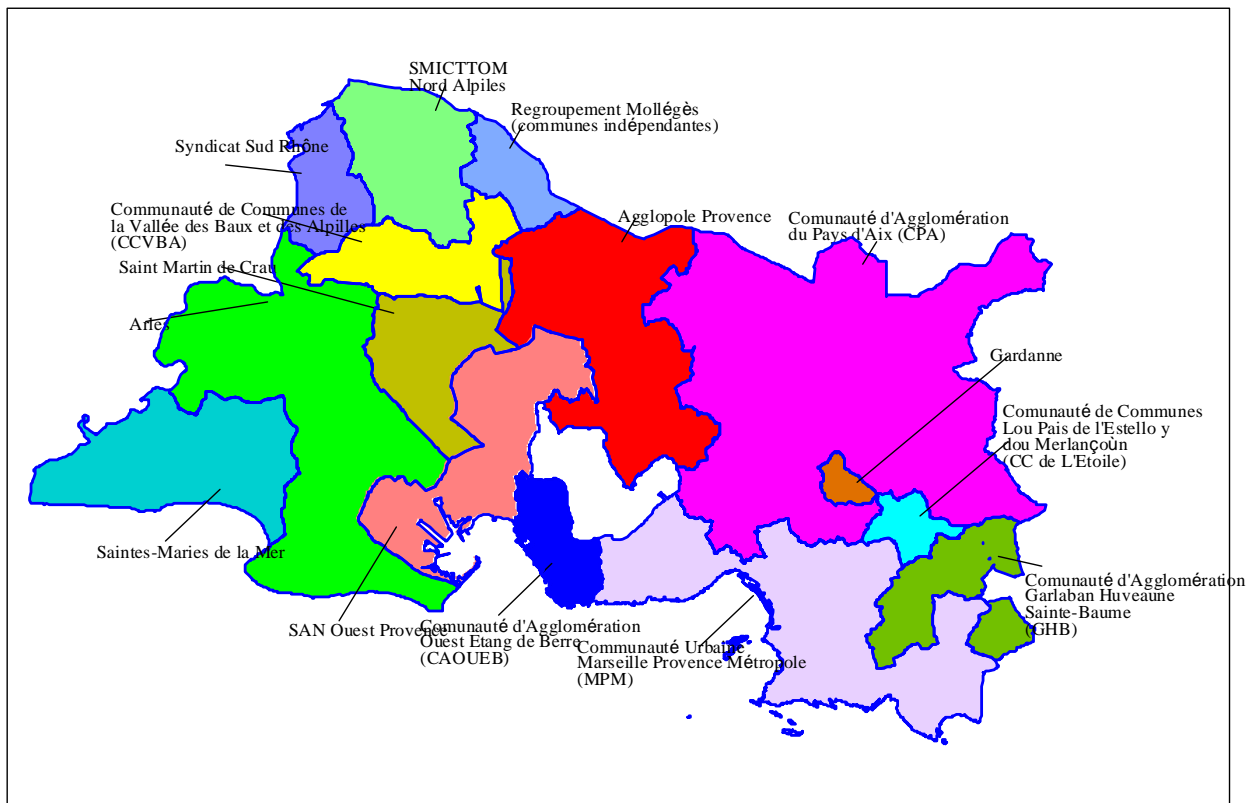 SMICTTOM
Nord Alpiles
Regroupement Mollégès
(communes indépendantes)
Syndicat Sud Rhône
Communauté de Communes de
la Vallée des Baux et des Alpilles
(CCVBA)
Agglopole Provence
Comunauté d'Agglomération
du Pays d'Aix (CPA)
Saint Martin de Crau
Arles
Gardanne
Comunauté de Communes
Lou Pais de l'Estello y
dou Merlançoùn
(CC de L'Etoile)
Saintes-Maries de la Mer
Comunauté d'Agglomération
Garlaban Huveaune
Sainte-Baume
(GHB)
SAN Ouest Provence
Comunauté d'Agglomération
Ouest Etang de Berre
(CAOUEB)
Communauté Urbaine
Marseille Provence Métropole
(MPM)